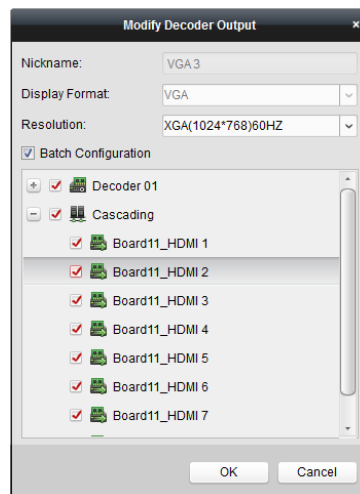 Modify Decoder Output ×
Nickname: VGA 3
Display Format: VGA
Resolution: XGA(1024*768)60HZ
Batch Configuration
Decoder 01
Cascading
Board11_HDMI 1
Board11_HDMI 2
Board11_HDMI 3
Board11_HDMI 4
Board11_HDMI 5
Board11_HDMI 6
Board11_HDMI 7
OK Cancel